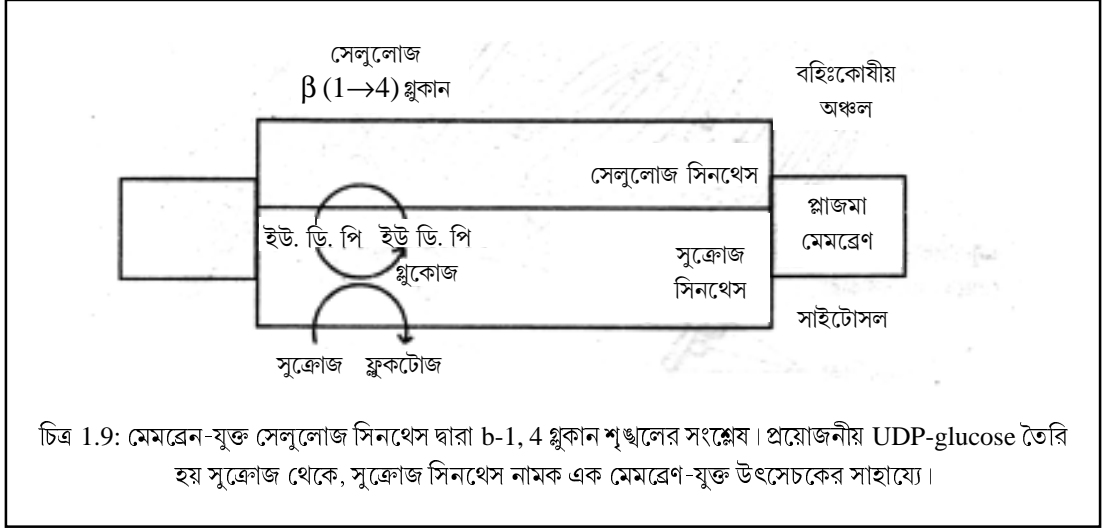 সেলুলোজ
β (1→4) গ্লুকান
বহিঃকোষীয়
অঞ্চল
সেলুলোজ সিনথেস
প্লাজমা
মেমব্রেণ
ইউ. ডি. পি ইউ ডি. পি
গ্লুকোজ
সুক্রোজ
সিনথেস
সাইটোসল
সুক্রোজ ফ্রুকটোজ
চিত্র 1.9: মেমব্রেন-যুক্ত সেলুলোজ সিনথেস দ্বারা b-1, 4 গ্লুকান শৃঙ্খলের সংশ্লেষ। প্রয়োজনীয় UDP-glucose তৈরি
হয় সুক্রোজ থেকে, সুক্রোজ সিনথেস নামক এক মেমব্রেণ-যুক্ত উৎসেচকের সাহায্যে।